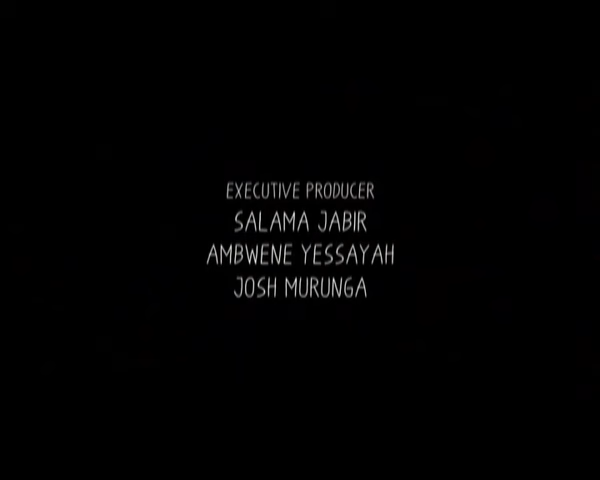 EXECUTIVE PRODUCER
SALAMA JABIR
AMBWENE YESSAYAH
JOSH MURUNGA